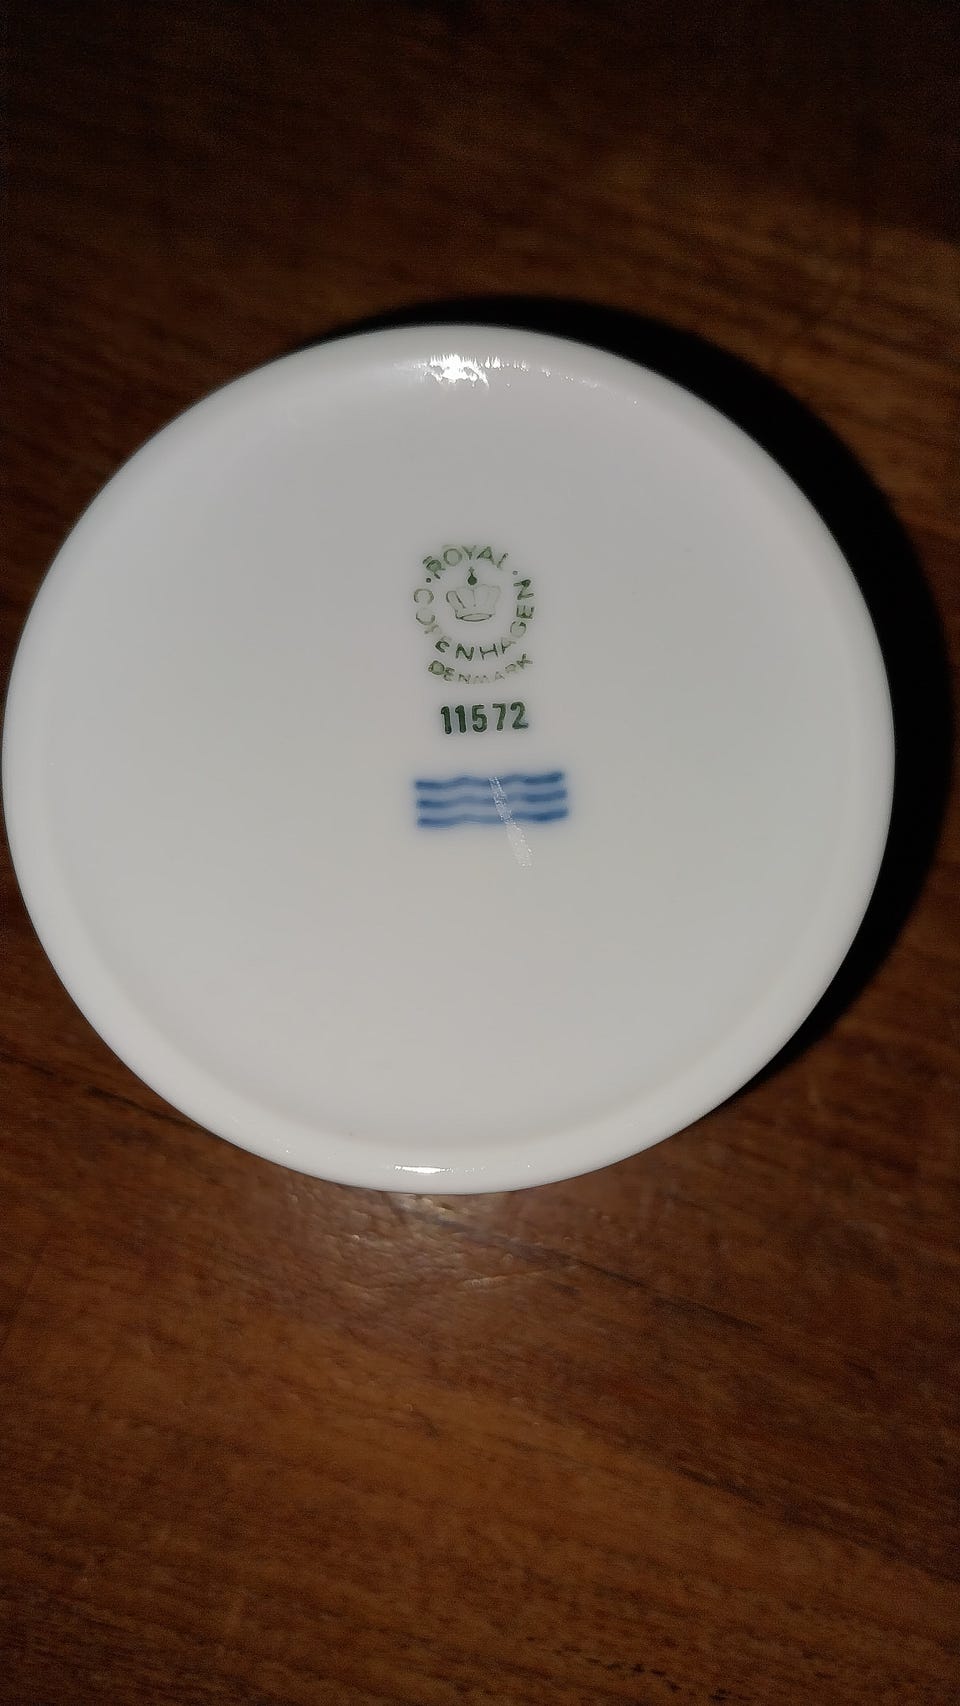 ROYAL
COPENHAGEN
DENMARK
11572